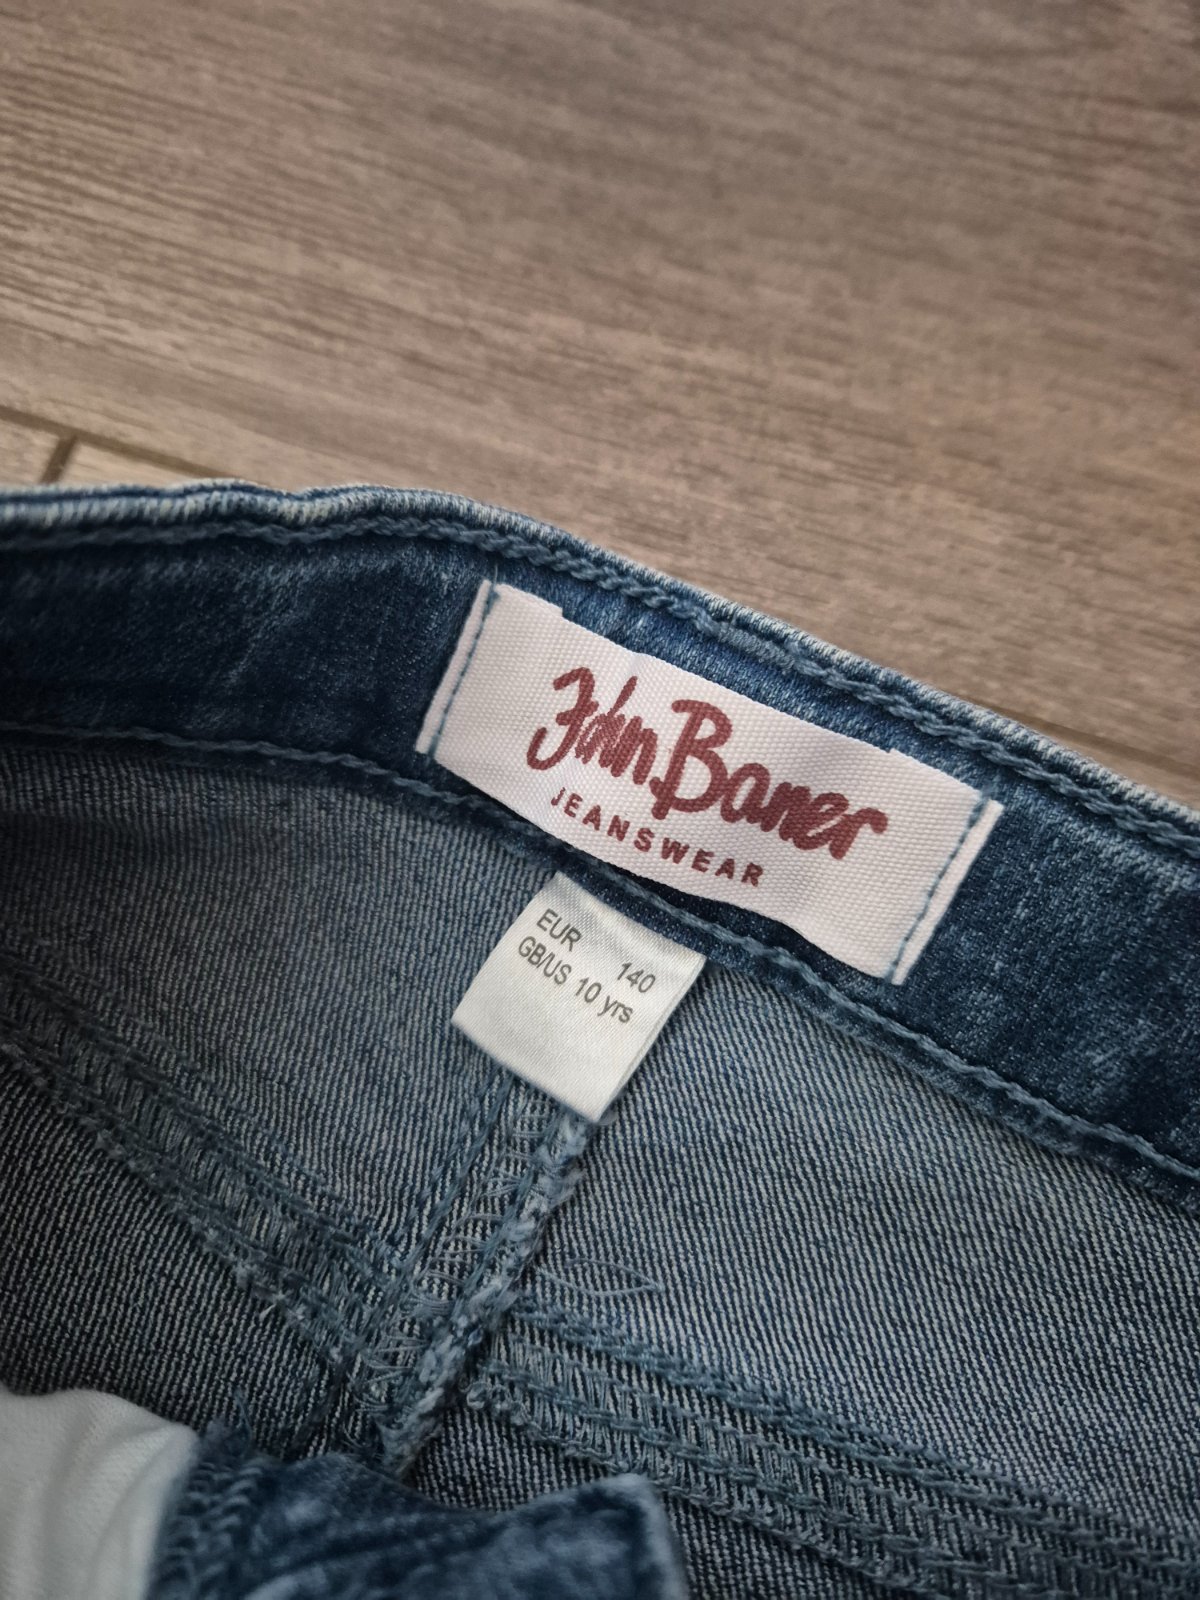 John Baner
JEANSWEAR
EUR 140
GB/US 10 yrs